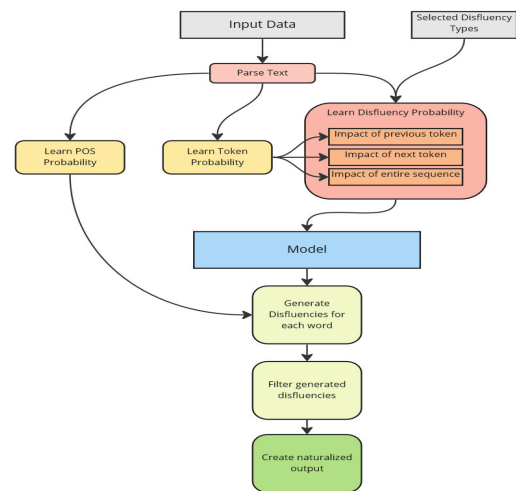 Input Data
Selected Disfluency
Types
Parse Text
Learn Disfluency Probability
Impact of previous token
Impact of next token
Impact of entire sequence
Learn POS
Probability
Learn Token
Probability
Model
Generate
Disfluencies for
each word
Filter generated
disfluencies
Create naturalized
output